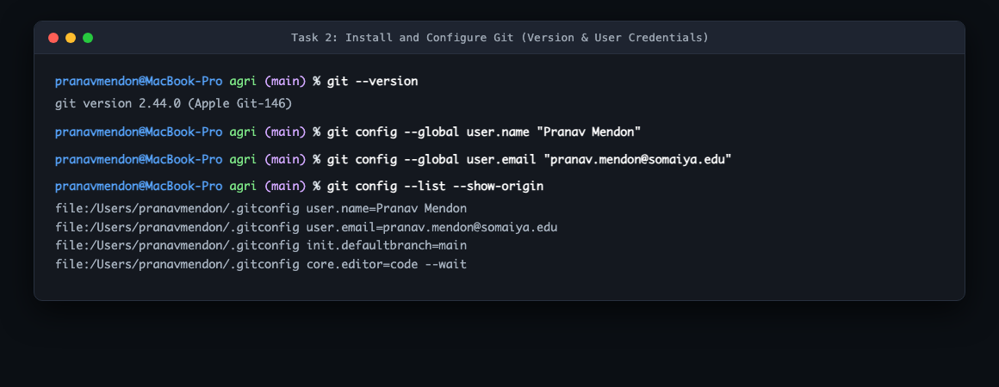 Task 2: Install and Configure Git (Version & User Credentials)
pranavmendon@MacBook-Pro agri (main) % git --version
git version 2.44.0 (Apple Git-146)
pranavmendon@MacBook-Pro agri (main) % git config --global user.name "Pranav Mendon"
pranavmendon@MacBook-Pro agri (main) % git config --global user.email "pranav.mendon@somaiya.edu"
pranavmendon@MacBook-Pro agri (main) % git config --list --show-origin
file:/Users/pranavmendon/.gitconfig user.name=Pranav Mendon
file:/Users/pranavmendon/.gitconfig user.email=pranav.mendon@somaiya.edu
file:/Users/pranavmendon/.gitconfig init.defaultbranch=main
file:/Users/pranavmendon/.gitconfig core.editor=code --wait